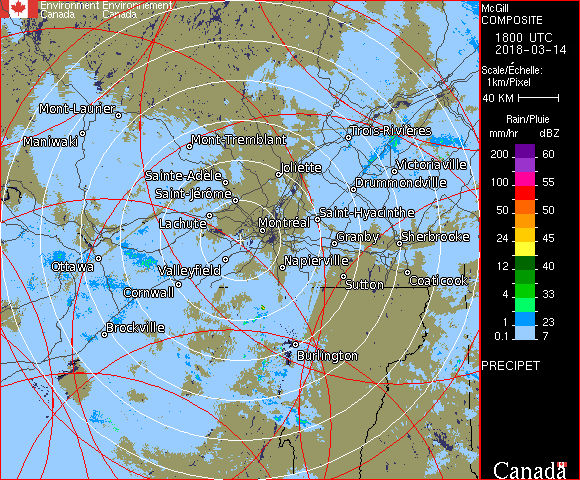 Environment Environnement
Canada Canada
McGill
COMPOSITE
1800 UTC
2018-03-14
Scale/Échelle:
1km/Pixel
40 KM
Rain/Pluie
mm/hr dBZ
200 60
100 55
50 50
24 45
12 40
4 33
1 23
0.1 7
PRECIPET
Canada
Mont-Laurier
Maniwaki
Mont-Tremblant
Trois-Rivières
Joliette
Victoriaville
Sainte-Adèle
Drummondville
Saint-Jérôme
Saint-Hyacinthe
Lachute
Montréal
Granby
Sherbrooke
Ottawa
Valleyfield
Napierville
Sutton
Coaticook
Cornwall
Brockville
Burlington